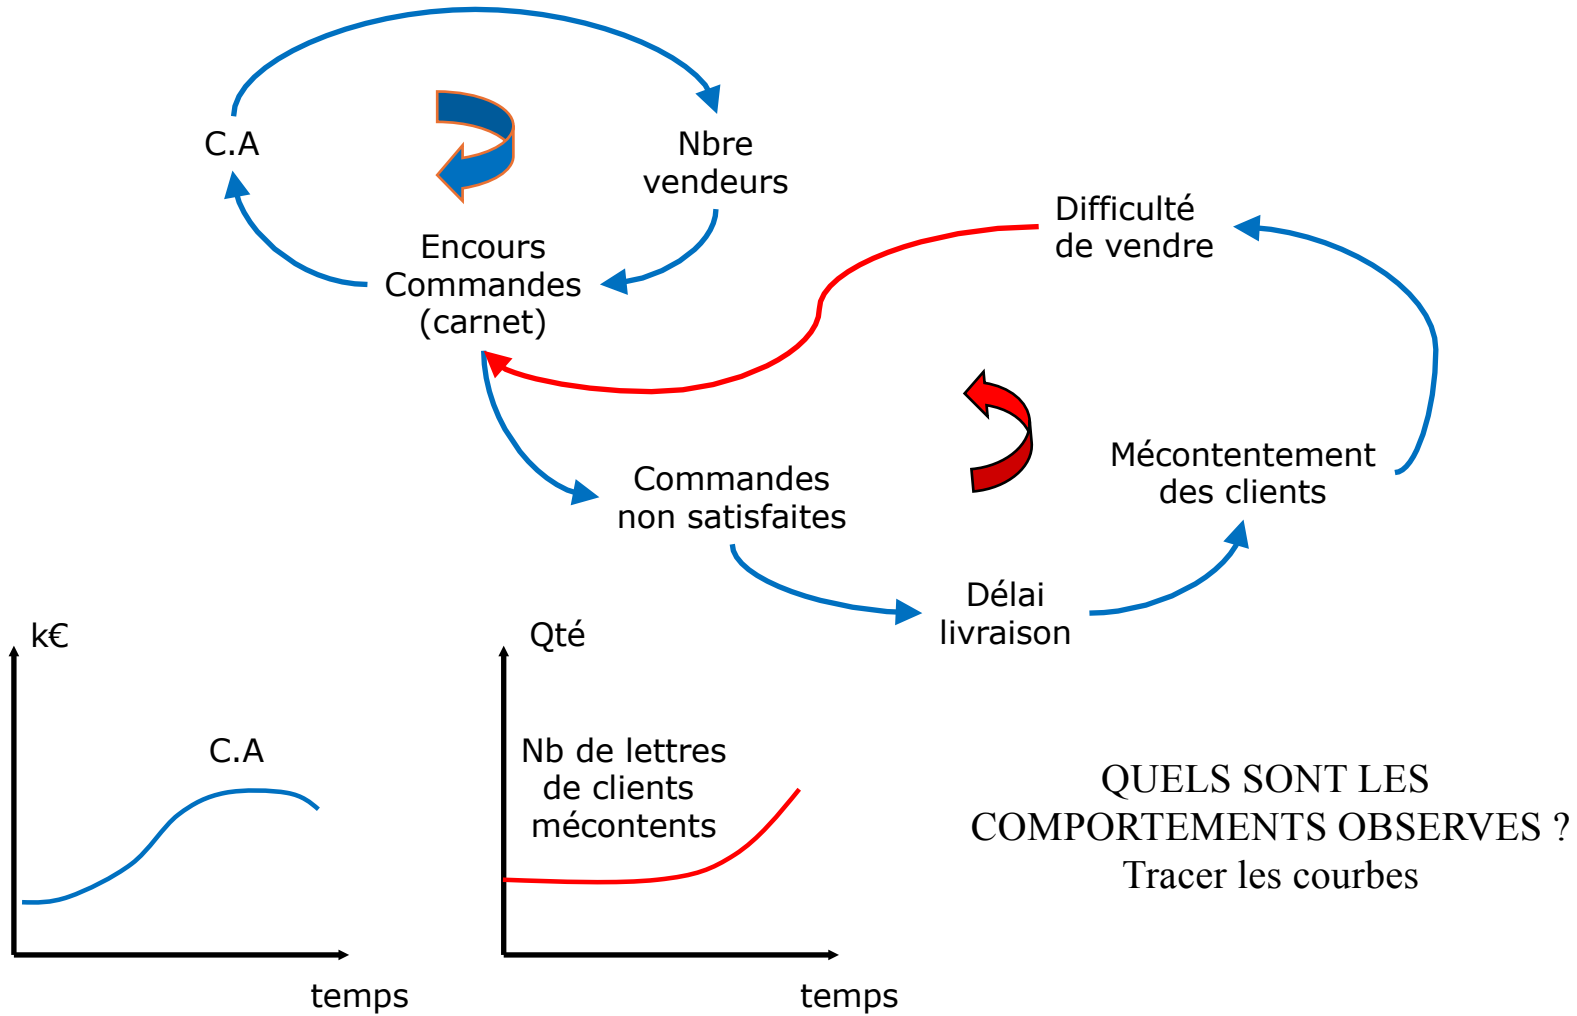 C.A
Nbre
vendeurs
Encours
Commandes
(carnet)
Difficulté
de vendre
Commandes
non satisfaites
Mécontentement
des clients
Délai
livraison
k€
C.A
temps
Qté
Nb de lettres
de clients
mécontents
temps
QUELS SONT LES
COMPORTEMENTS OBSERVES ?
Tracer les courbes